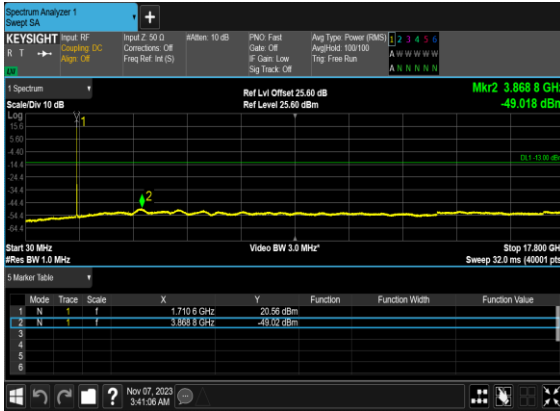 Spectrum Analyzer 1
Swept SA
+
KEYSIGHT Input: RF Input Z: 50 Ω #Atten: 10 dB PNO: Fast Avg Type: Power (RMS) 1 2 3 4 5 6
R T Coupling: DC Corrections: Off Gate: Off Avg|Hold: 100/100 A W W W W W
Align: Off Freq Ref: Int (S) IF Gain: Low Trig: Free Run
LXI Sig Track: Off A N N N N N
1 Spectrum Ref Lvl Offset 25.60 dB Mkr2 3.868 8 GHz
Scale/Div 10 dB Ref Level 25.60 dBm -49.018 dBm
Log
15.6
5.60
-4.40
-14.4
-24.4
-34.4
-44.4
-54.4
1
DL1 -13.00 dBm
2
Start 30 MHz Video BW 3.0 MHz* Stop 17.800 GHz
#Res BW 1.0 MHz Sweep 32.0 ms (40001 pts)
5 Marker Table
Mode Trace Scale X Y Function Function Width Function Value
1 N 1 f 1.710 6 GHz 20.56 dBm
2 N 1 f 3.868 8 GHz -49.02 dBm
3
4
5
6
? Nov 07, 2023
3:41:06 AM